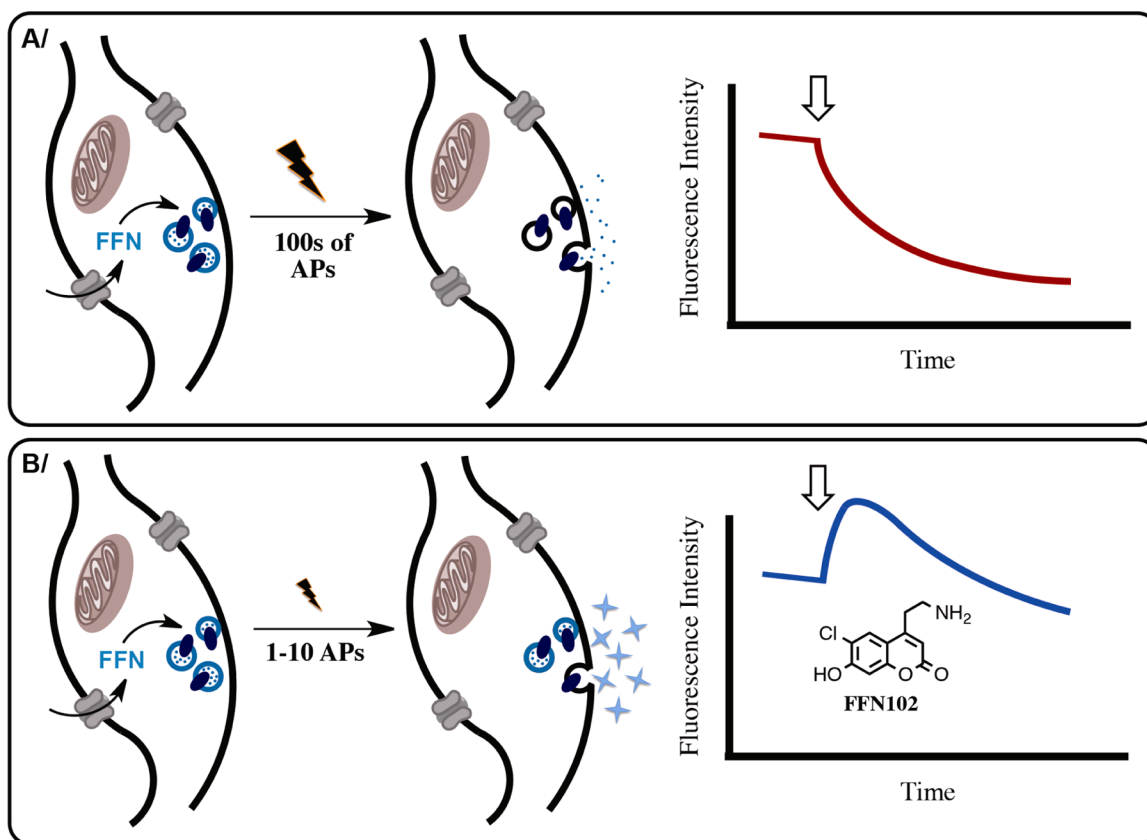 A/
FFN
100s of
APs
Fluorescence Intensity
Time
B/
FFN
1-10 APs
Fluorescence Intensity
NH₂
Cl
HO
O
O
FFN102
Time